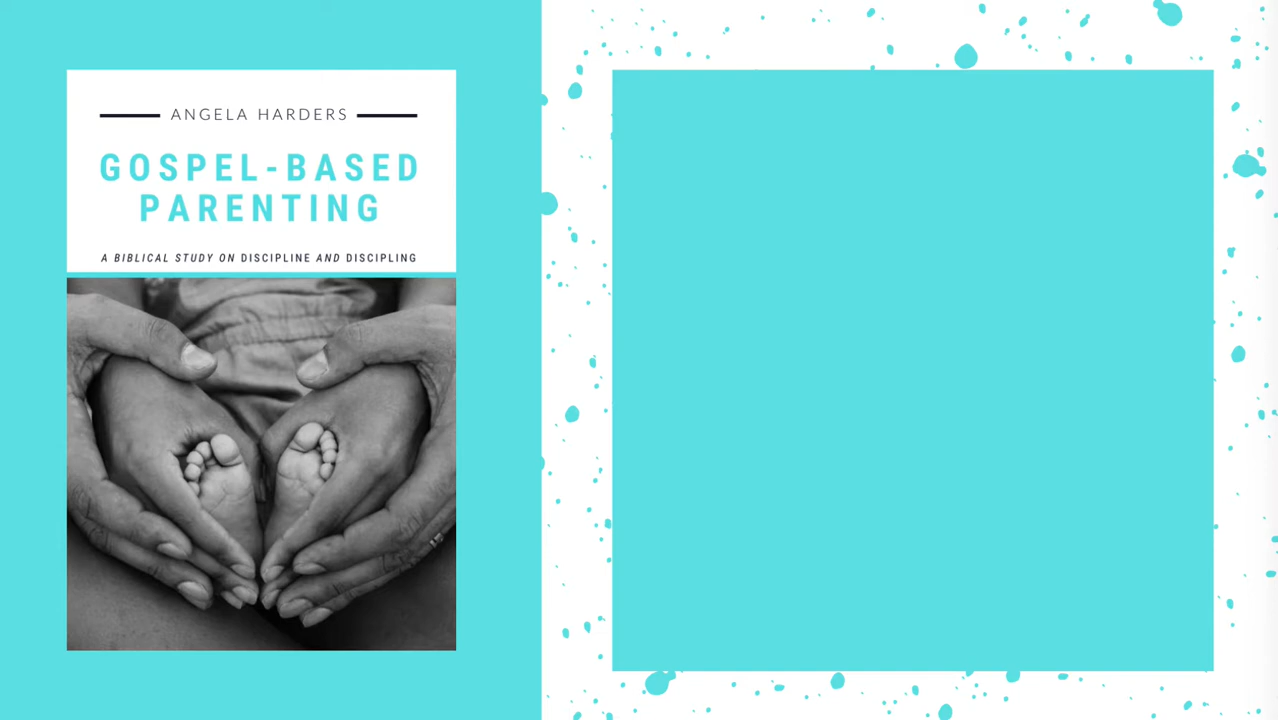 ANGELA HARDERS
GOSPEL-BASED
PARENTING
A BIBLICAL STUDY ON DISCIPLINE AND DISCIPLING